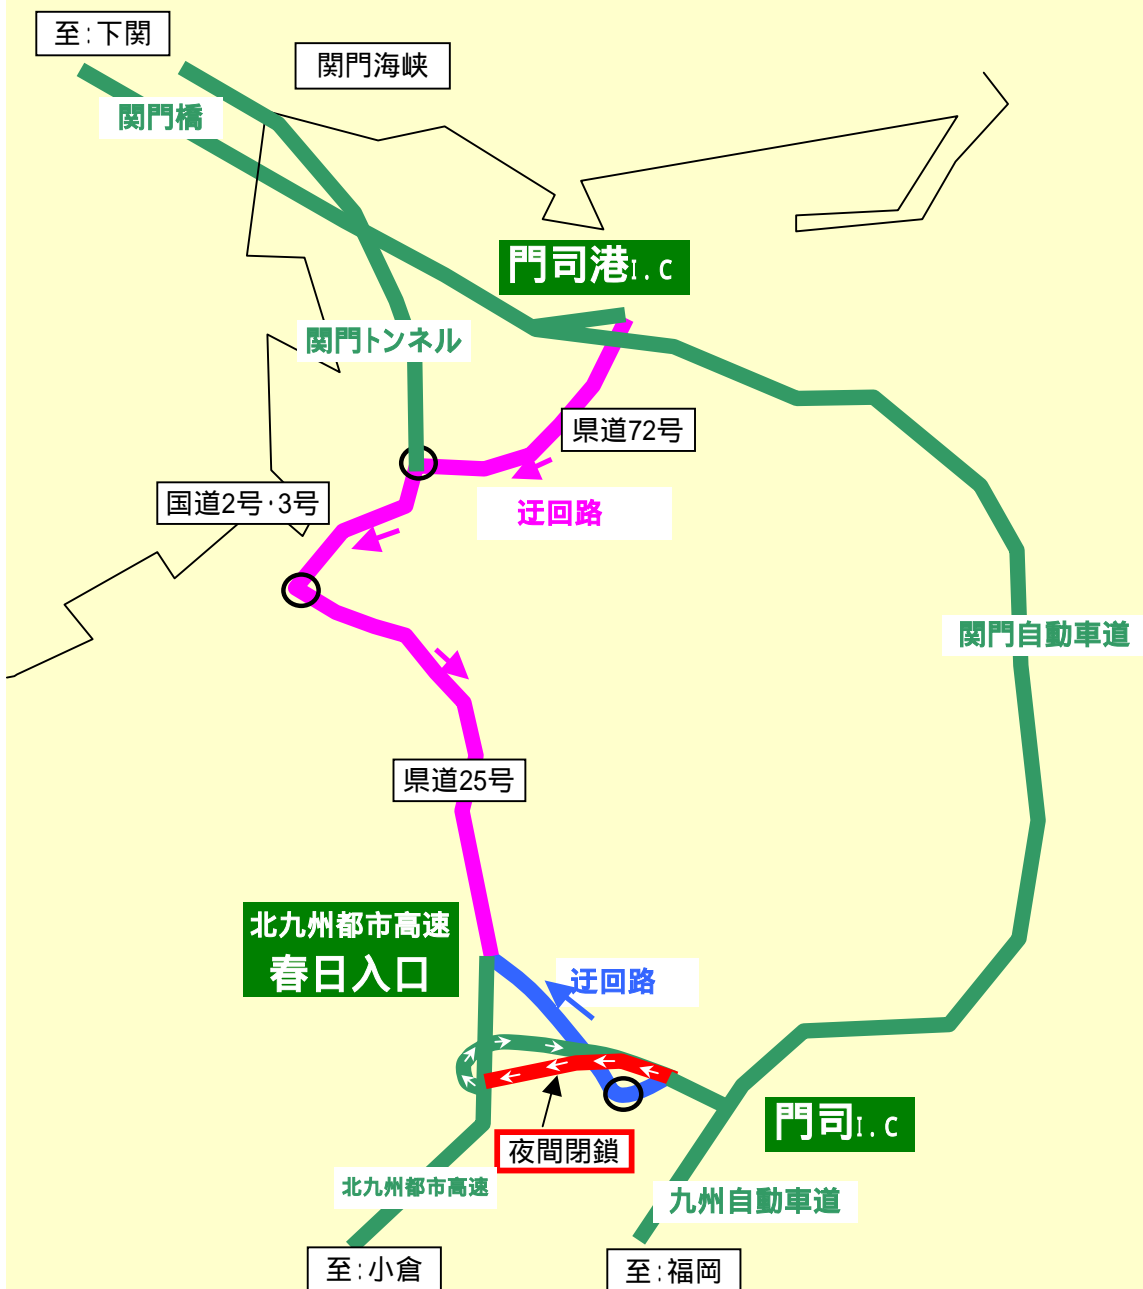 至:下関
関門海峡
関門橋
門司港I.C
関門トンネル
県道72号
国道2号・3号
迂回路
関門自動車道
県道25号
北九州都市高速
春日入口
迂回路
門司I.C
夜間閉鎖
北九州都市高速
九州自動車道
至:小倉
至:福岡